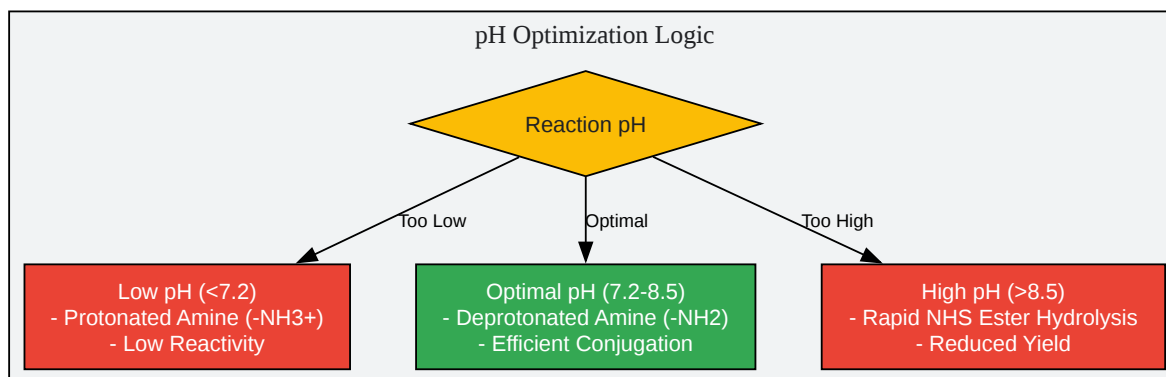 pH Optimization Logic
Reaction pH
Too Low
Optimal
Too High
Low pH (<7.2)
- Protonated Amine (-NH3+)
- Low Reactivity
Optimal pH (7.2-8.5)
- Deprotonated Amine (-NH2)
- Efficient Conjugation
High pH (>8.5)
- Rapid NHS Ester Hydrolysis
- Reduced Yield